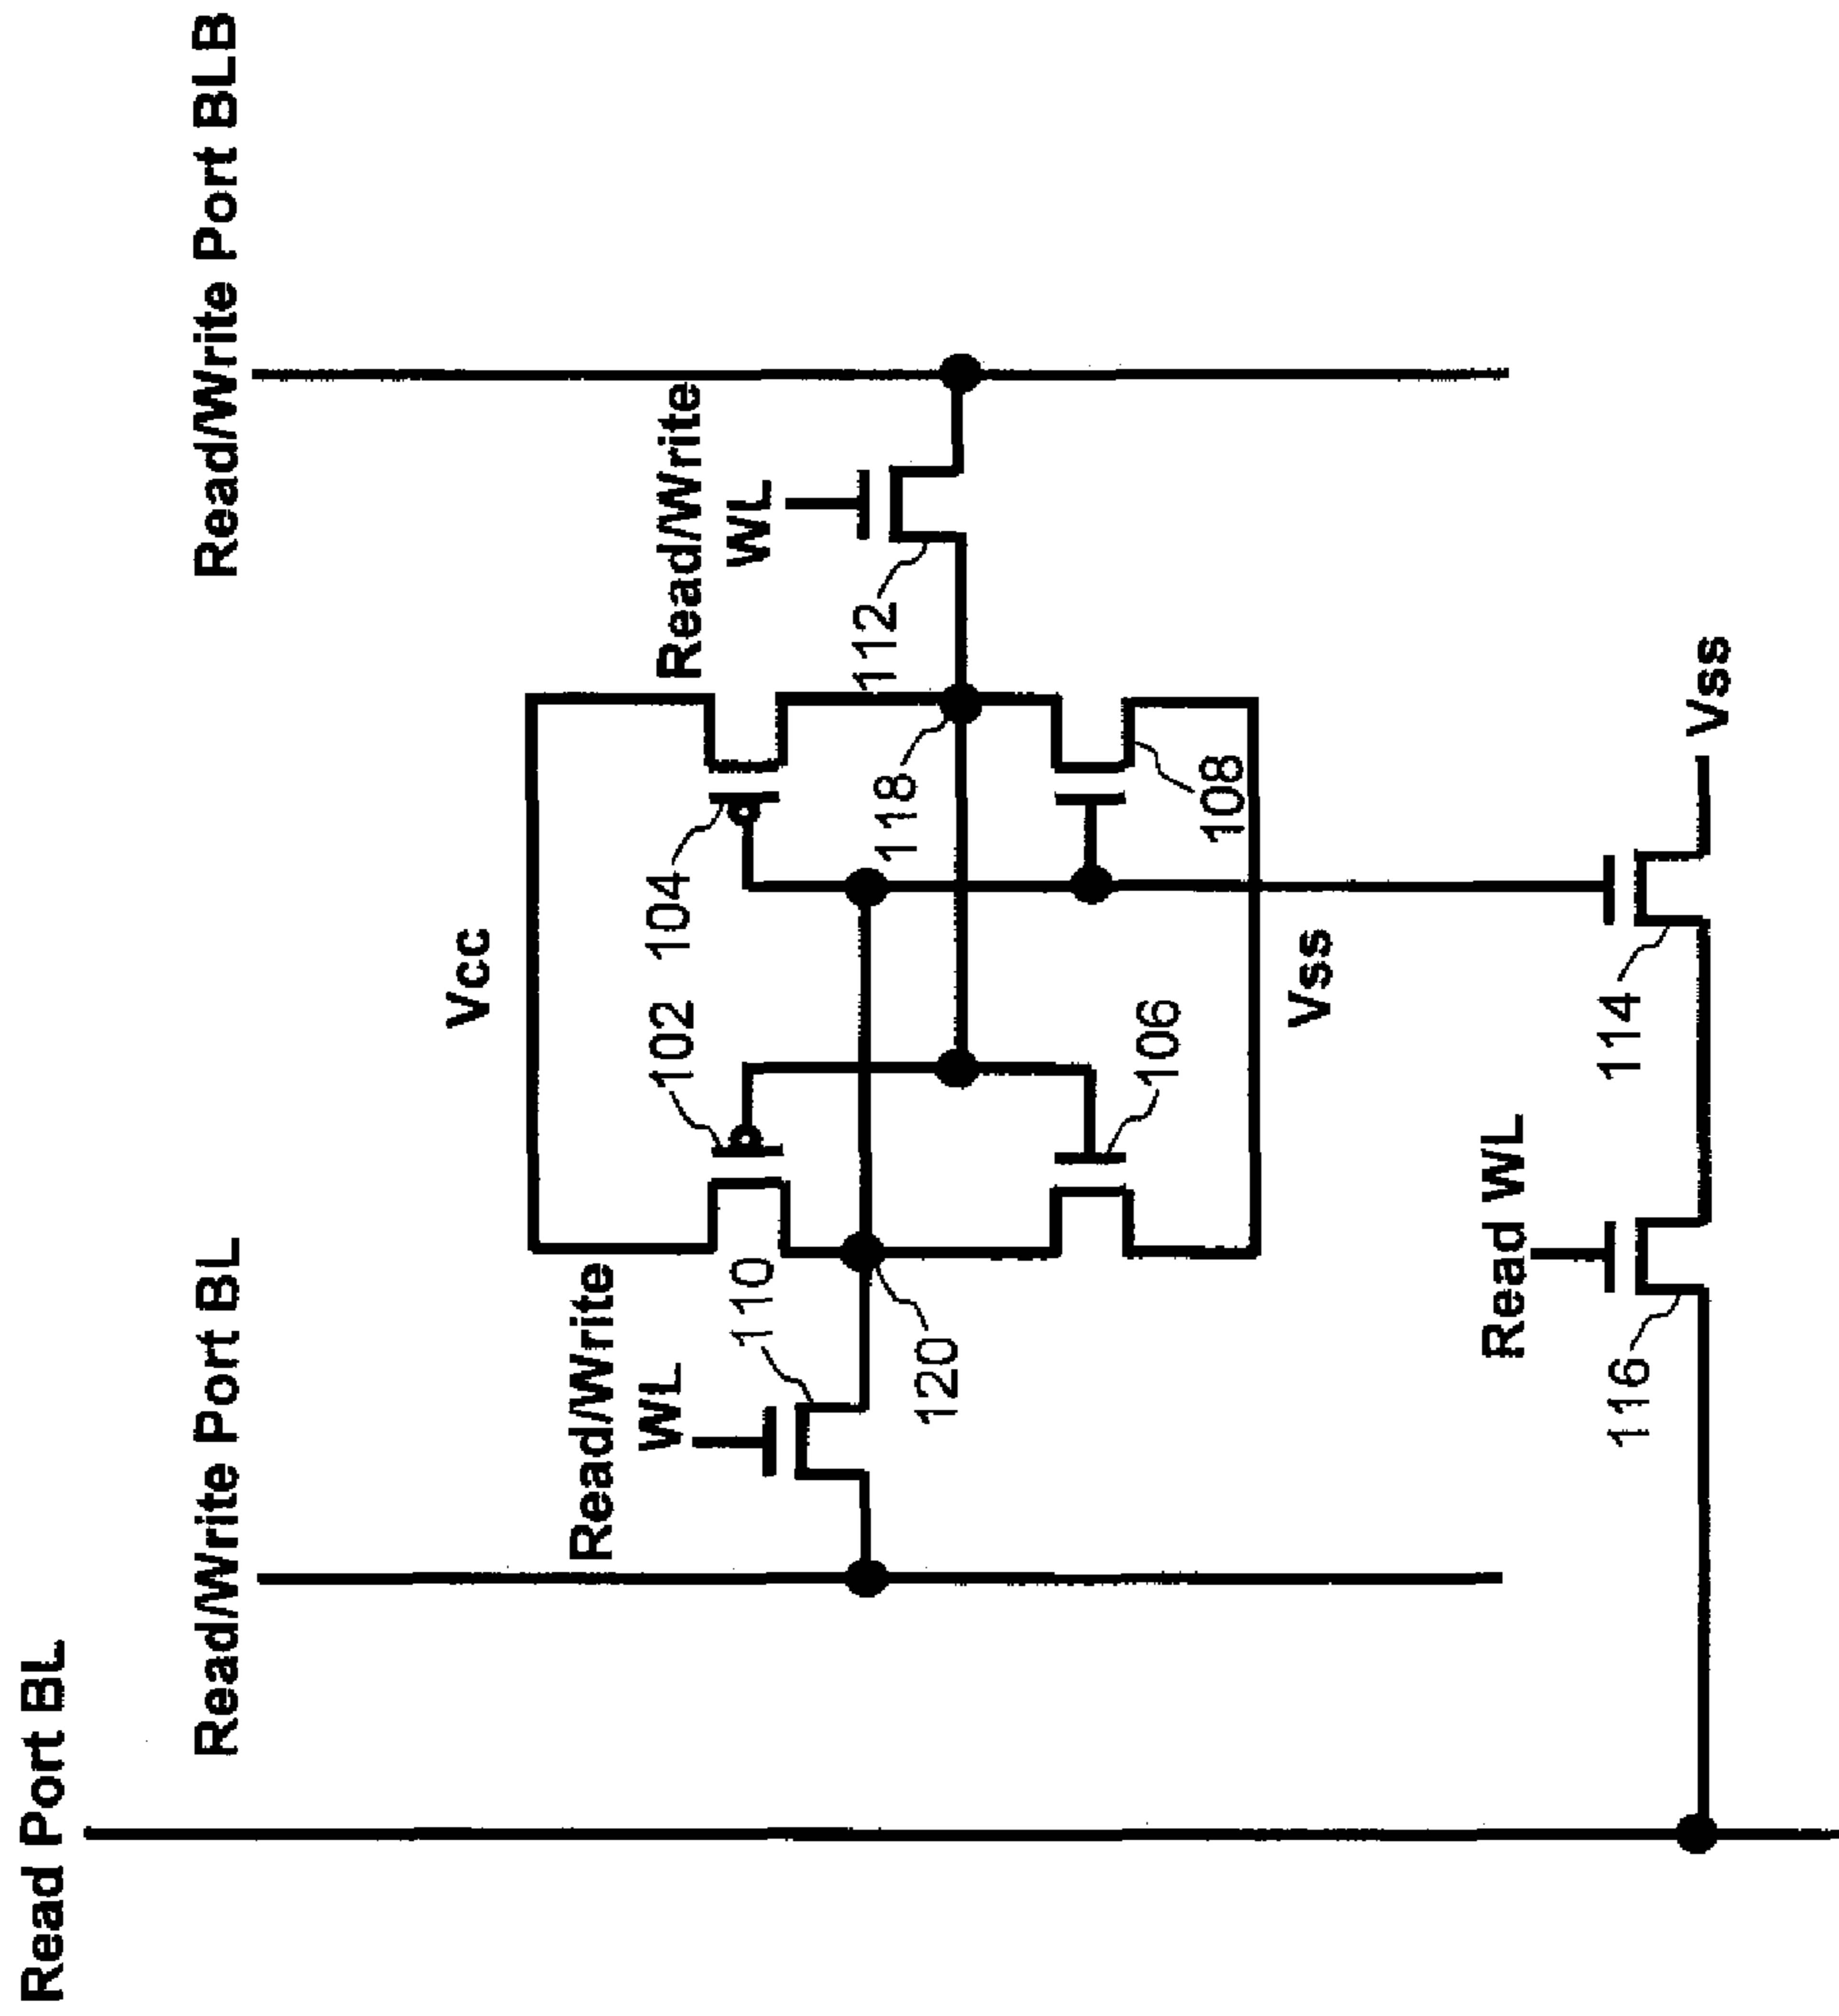 Read Port BL
Read/Write Port BL
Read/Write Port BLB
Vcc
Read/Write
WL
110
102
104
Read/Write
WL
112
118
120
106
108
Vss
Read WL
116
114
Vss